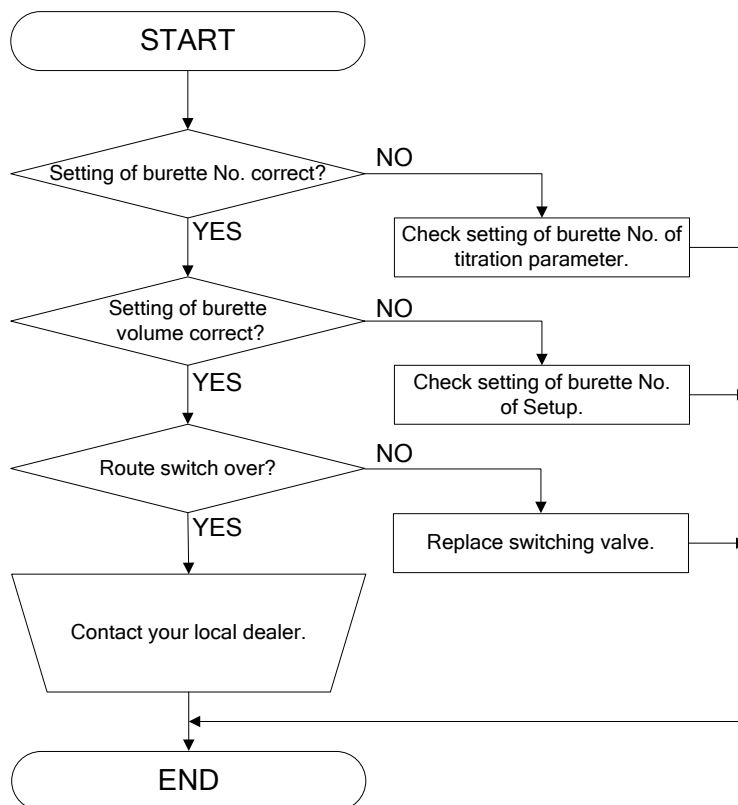 START
Setting of burette No. correct?
NO
YES
Check setting of burette No. of
titration parameter.
Setting of burette
volume correct?
NO
YES
Check setting of burette No.
of Setup.
Route switch over?
NO
YES
Replace switching valve.
Contact your local dealer.
END